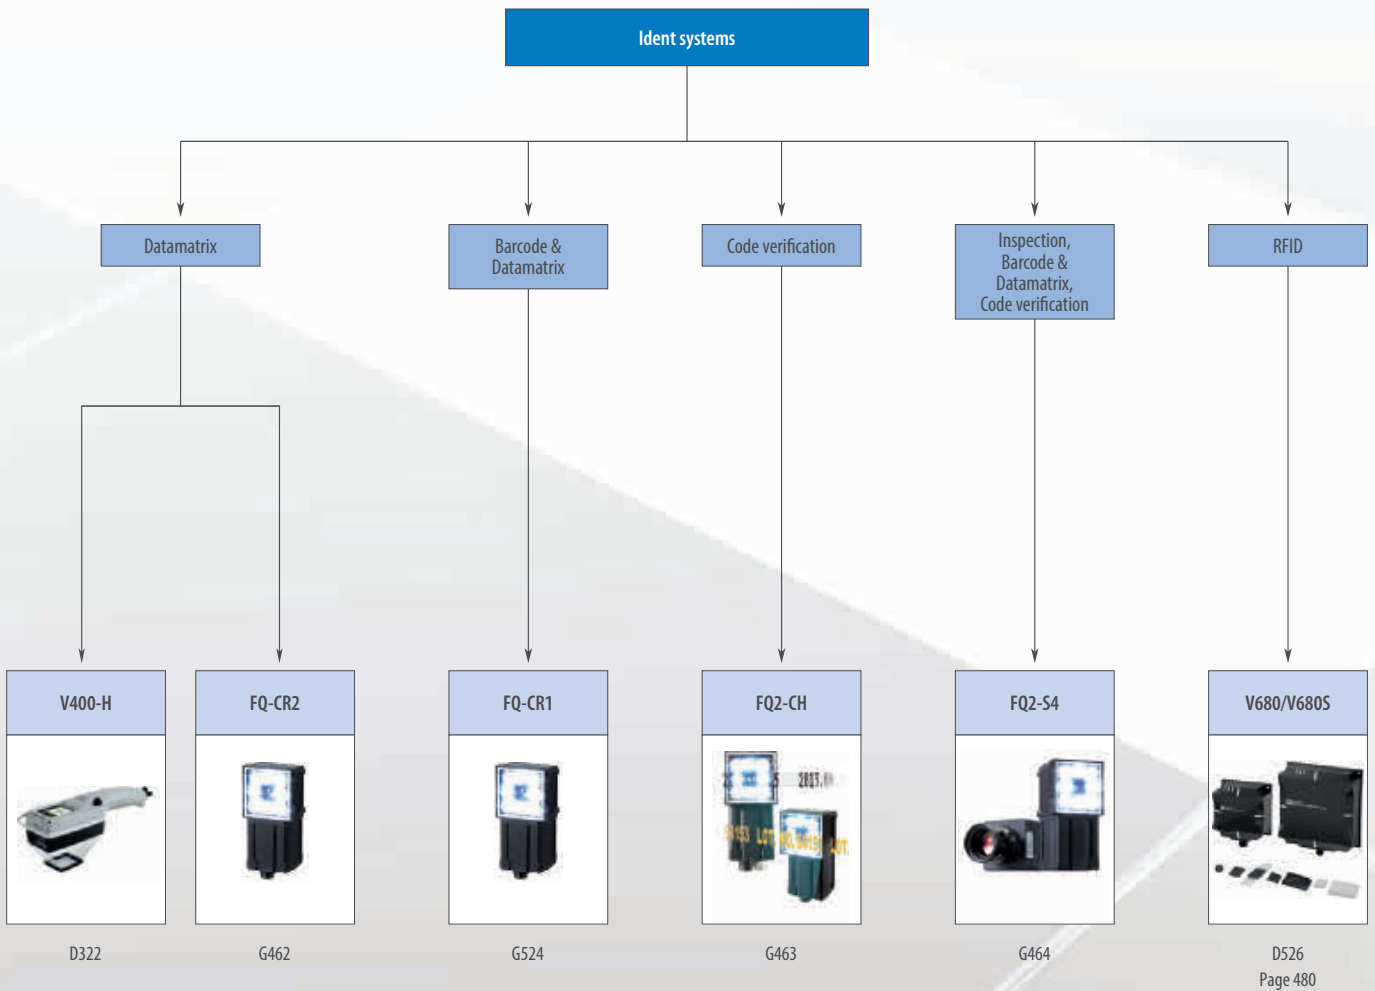 Ident systems
Datamatrix
Barcode &
Datamatrix
Code verification
Inspection,
Barcode &
Datamatrix,
Code verification
RFID
V400-H
FQ-CR2
FQ-CR1
FQ2-CH
FQ2-S4
V680/V680S
D322
G462
G524
G463
G464
D526
Page 480